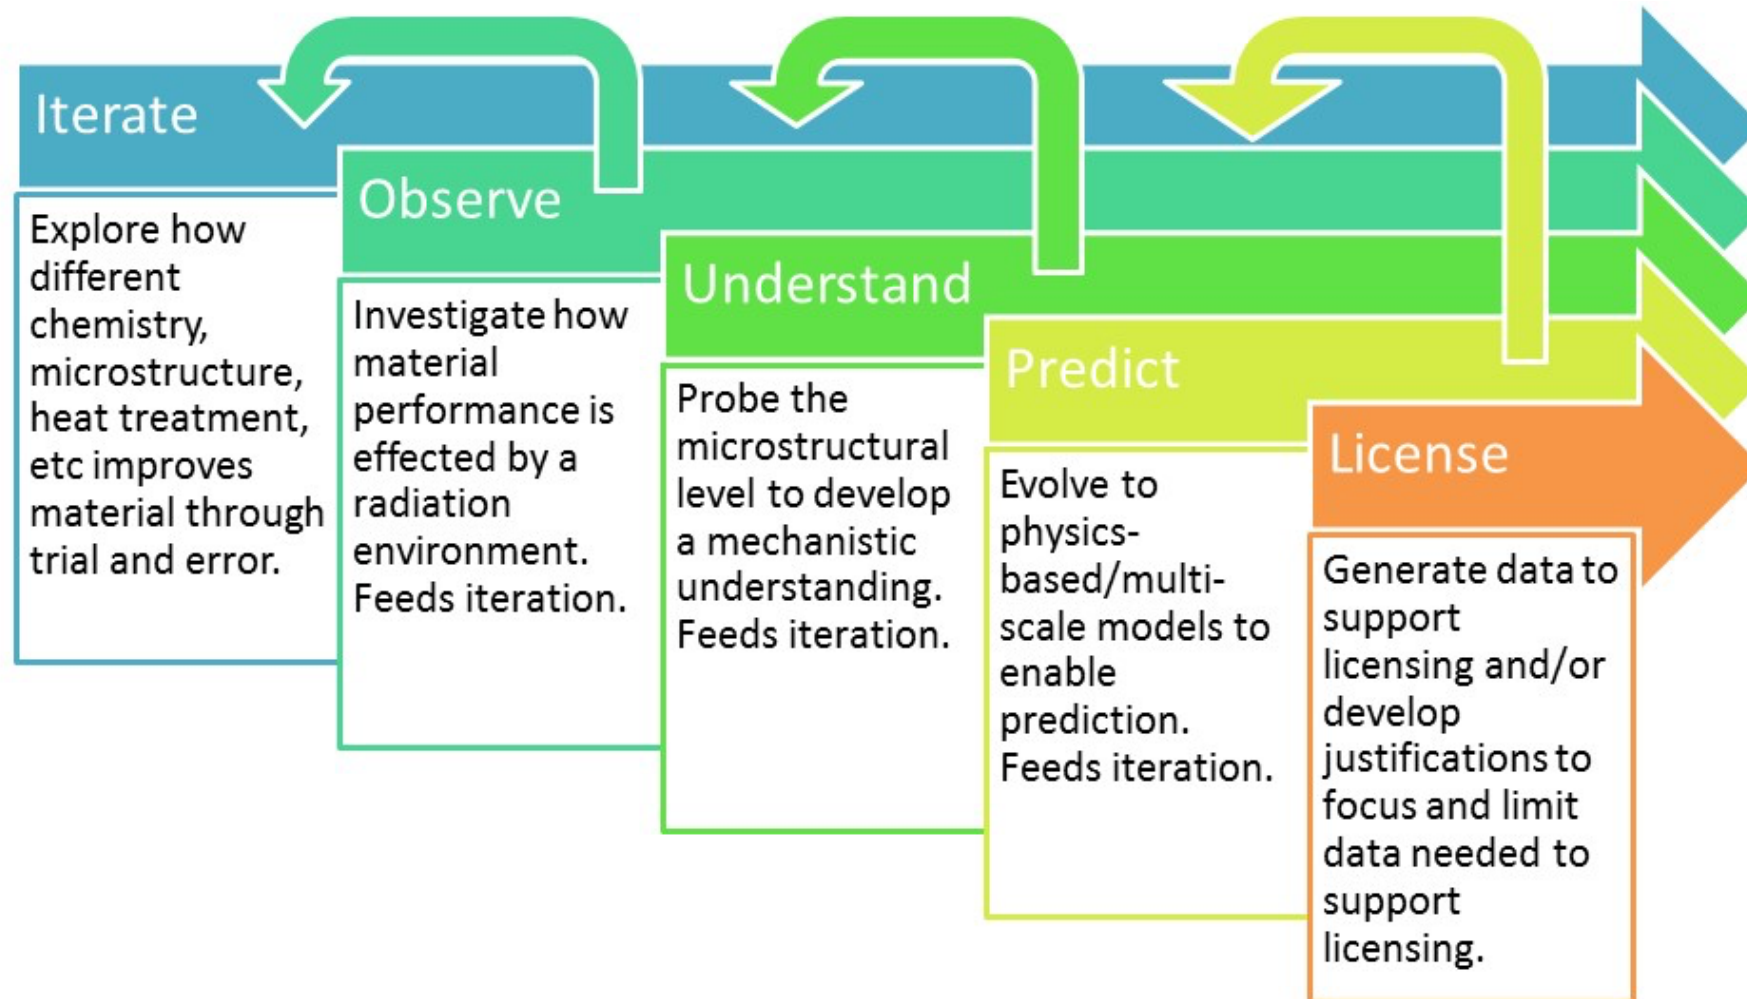 Iterate
Explore how
different
chemistry,
microstructure,
heat treatment,
etc improves
material through
trial and error.
Observe
Investigate how
material
performance is
effected by a
radiation
environment.
Feeds iteration.
Understand
Probe the
microstructural
level to develop
a mechanistic
understanding.
Feeds iteration.
Predict
Evolve to
physics-
based/multi-
scale models to
enable
prediction.
Feeds iteration.
License
Generate data to
support
licensing and/or
develop
justifications to
focus and limit
data needed to
support
licensing.